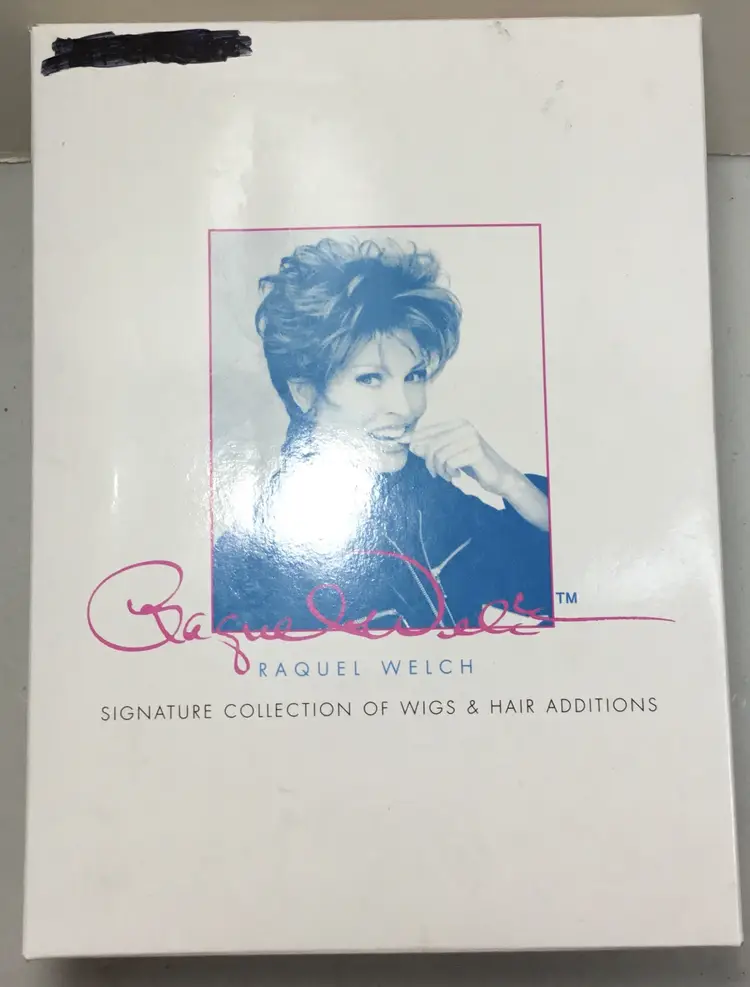 Raquel Welch™
RAQUEL WELCH
SIGNATURE COLLECTION OF WIGS & HAIR ADDITIONS